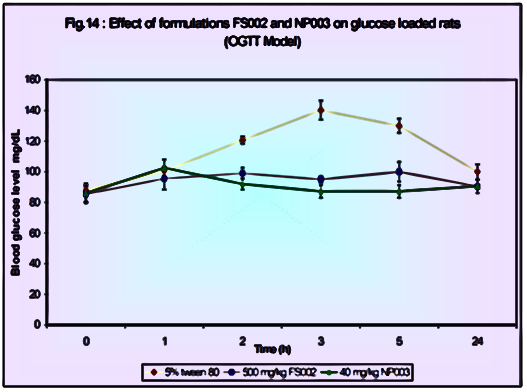 Fig.14 : Effect of formulations FS002 and NP003 on glucose loaded rats
(OGTT Model)
Blood glucose level mg/dL
160
140
120
100
80
60
40
20
0
0 1 2 3 5 24
Time (h)
5% tween 80 500 mg/kg FS002 40 mg/kg NP003